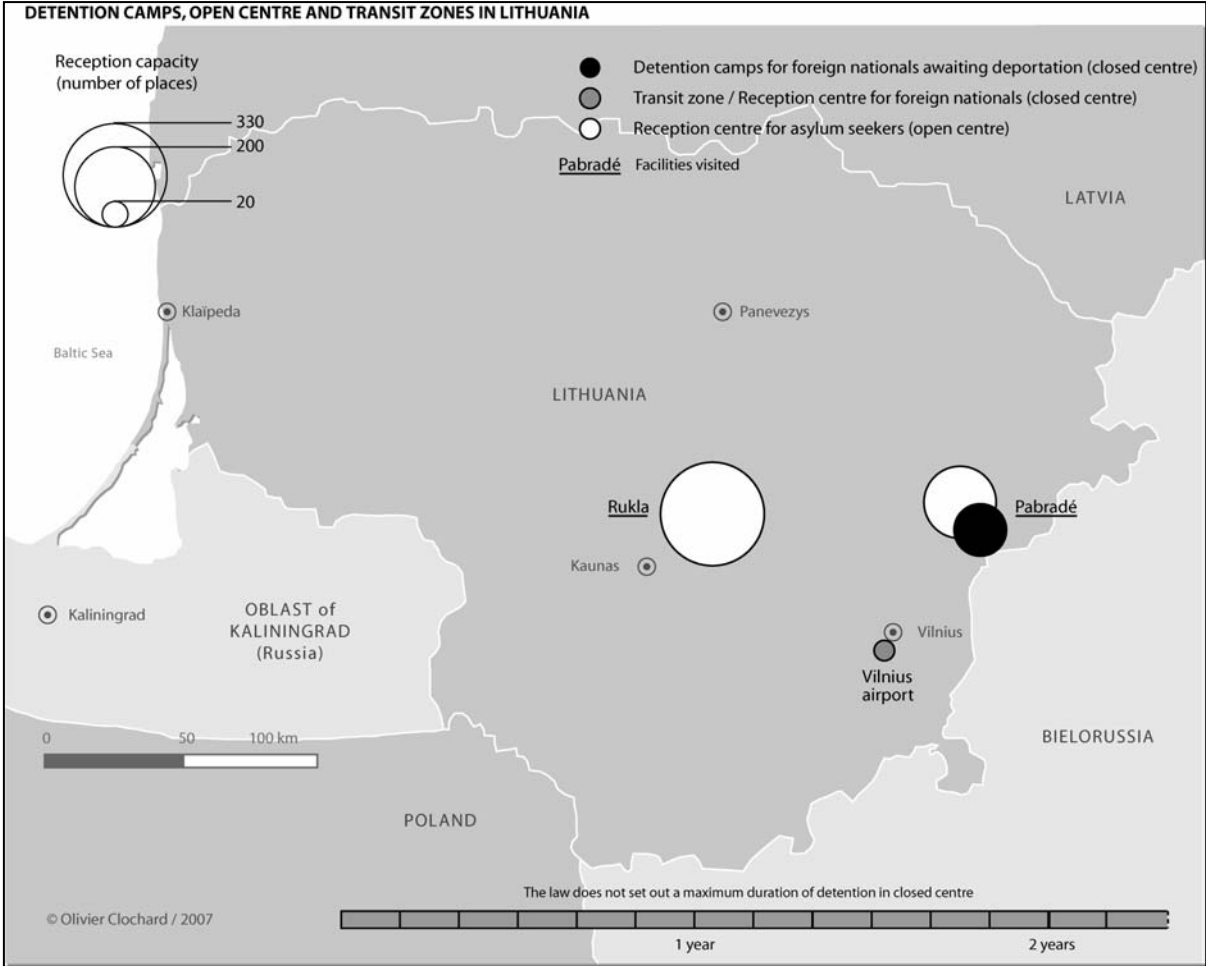 DETENTION CAMPS, OPEN CENTRE AND TRANSIT ZONES IN LITHUANIA
Reception capacity
(number of places)
330
200
20
Detention camps for foreign nationals awaiting deportation (closed centre)
Transit zone / Reception centre for foreign nationals (closed centre)
Reception centre for asylum seekers (open centre)
Pabradé Facilities visited
LATVIA
Klaïpeda
Panevezys
Baltic Sea
LITHUANIA
Rukla
Pabradé
Kaunas
Kaliningrad
OBLAST of
KALININGRAD
(Russia)
Vilnius
Vilnius
airport
0 50 100 km
BIELORUSSIA
POLAND
The law does not set out a maximum duration of detention in closed centre
© Olivier Clochard / 2007
1 year 2 years